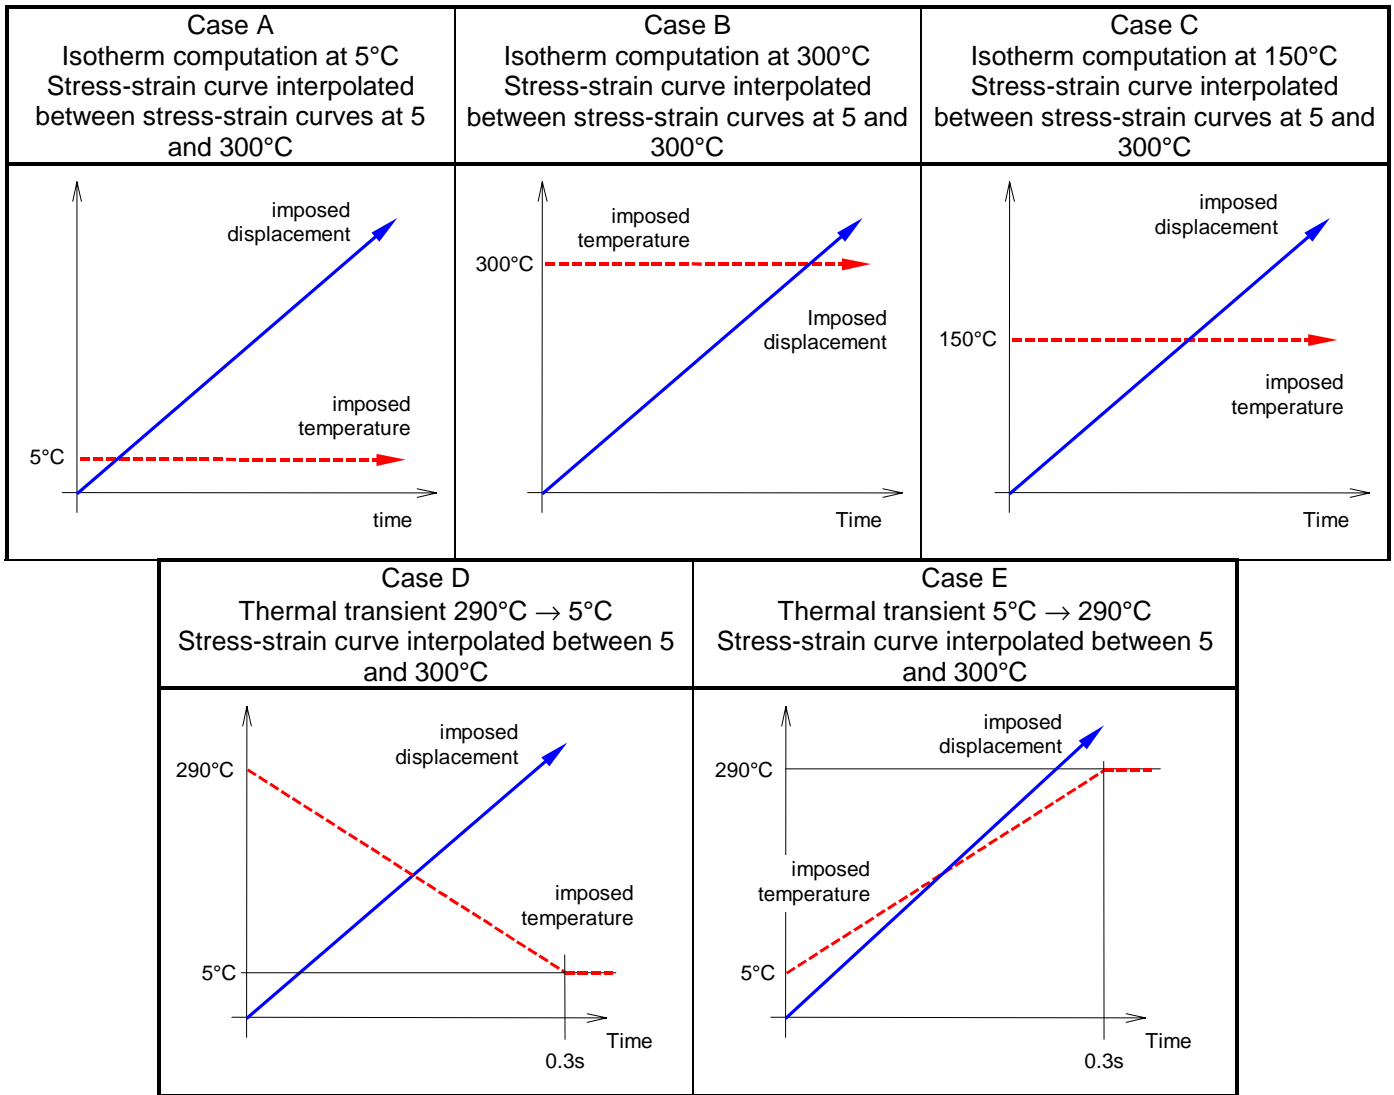 Case A
Isotherm computation at 5°C
Stress-strain curve interpolated
between stress-strain curves at 5
and 300°C
Case B
Isotherm computation at 300°C
Stress-strain curve interpolated
between stress-strain curves at 5 and
300°C
Case C
Isotherm computation at 150°C
Stress-strain curve interpolated
between stress-strain curves at 5 and
300°C
imposed
displacement
imposed
temperature
5°C
time
imposed
temperature
300°C
Imposed
displacement
Time
imposed
displacement
150°C
imposed
temperature
Time
Case D
Thermal transient 290°C → 5°C
Stress-strain curve interpolated between 5
and 300°C
Case E
Thermal transient 5°C → 290°C
Stress-strain curve interpolated between 5
and 300°C
imposed
displacement
290°C
imposed
temperature
5°C
Time
0.3s
imposed
displacement
290°C
imposed
temperature
5°C
Time
0.3s